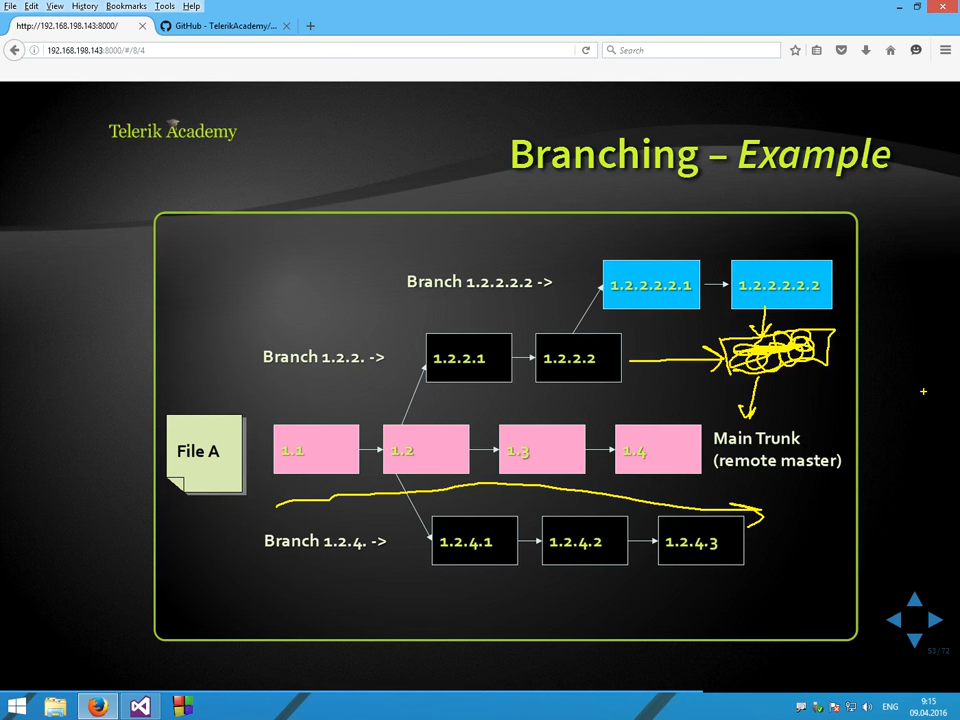 File Edit View History Bookmarks Tools Help
http://192.168.198.143:8000/ GitHub - TelerikAcademy/...
192.168.198.143:8000/#/8/4 Search
Telerik Academy
Branching – Example
Branch 1.2.2.2.2 -> 1.2.2.2.2.1 1.2.2.2.2.2
Branch 1.2.2. -> 1.2.2.1 1.2.2.2
File A 1.1 1.2 1.3 1.4 Main Trunk
(remote master)
Branch 1.2.4. -> 1.2.4.1 1.2.4.2 1.2.4.3
53 / 72
ENG 9:15
09.04.2016